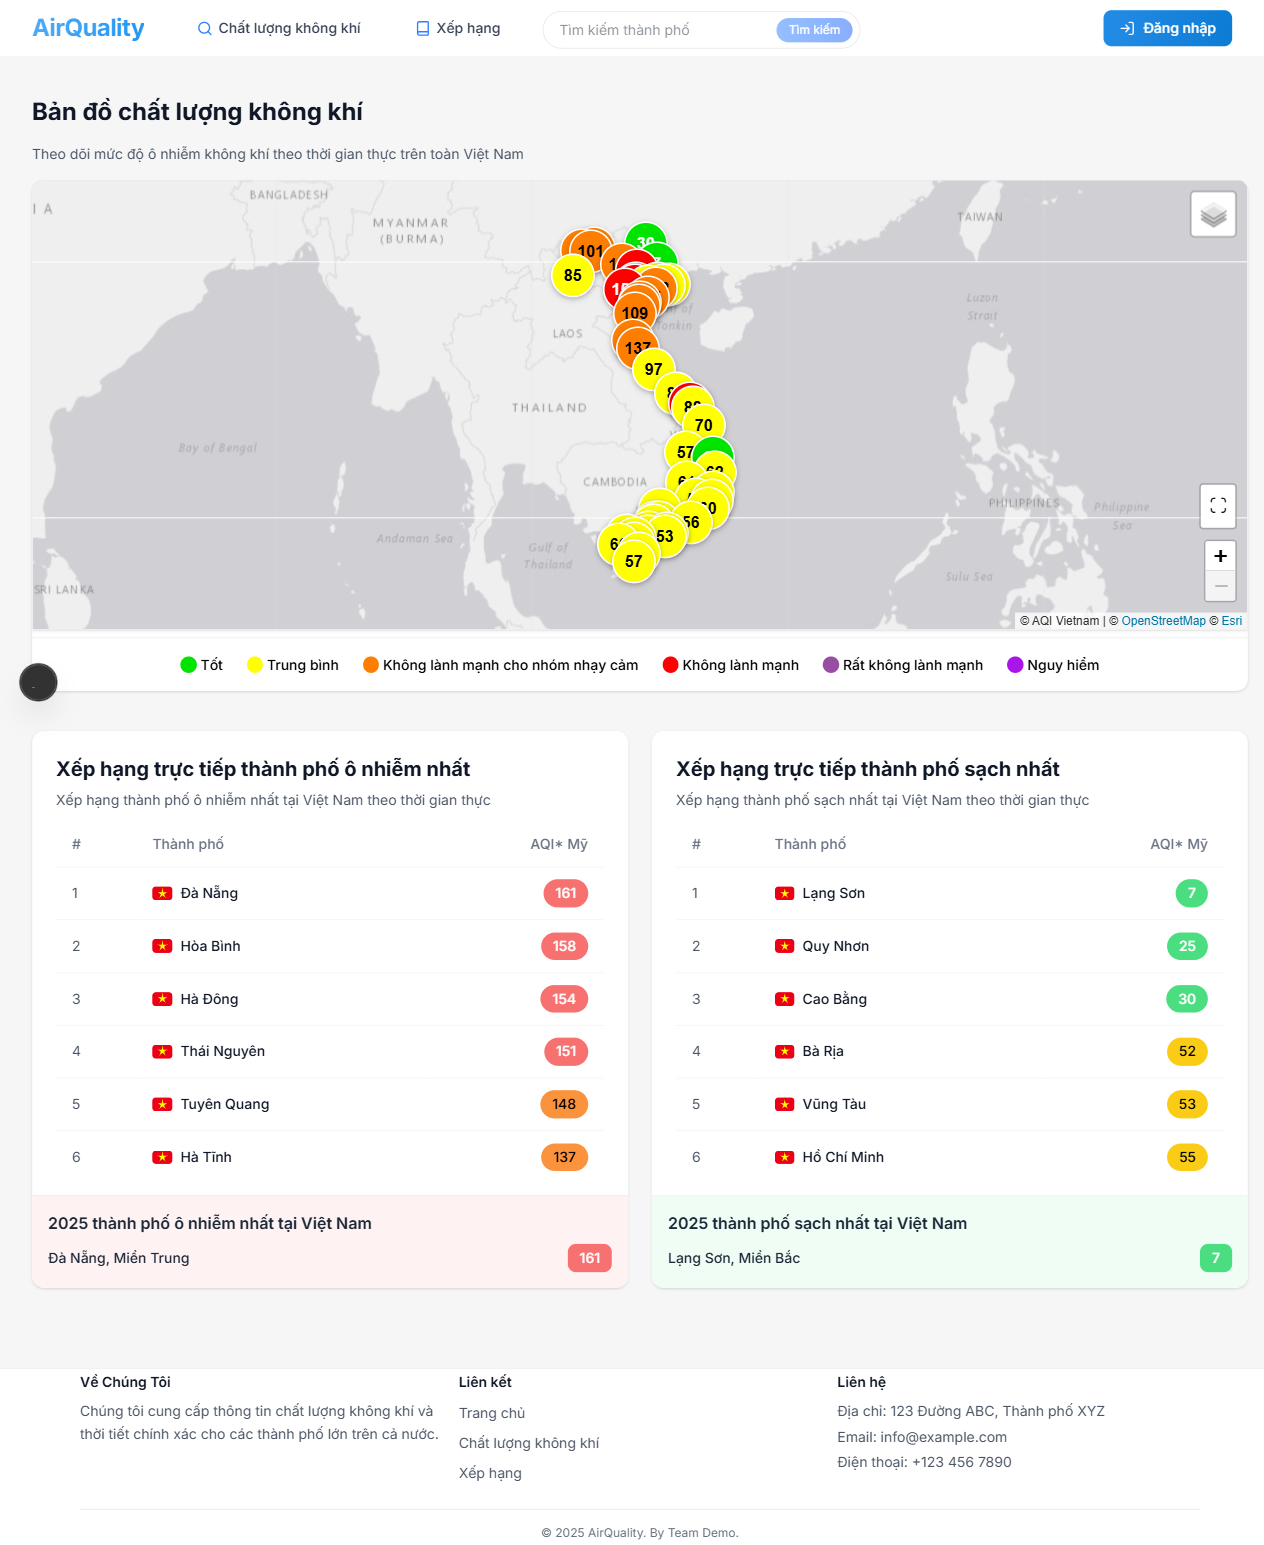 AirQuality
Chất lượng không khí
Xếp hạng
Tìm kiếm thành phố
Tìm kiếm
Đăng nhập
Bản đồ chất lượng không khí
Theo dõi mức độ ô nhiễm không khí theo thời gian thực trên toàn Việt Nam
I A
BANGLADESH
MYANMAR
(BURMA)
TAIWAN
LAOS
THAILAND
CAMBODIA
Bay of Bengal
Andaman Sea
Gulf of
Thailand
Luzon
Strait
PHILIPPINES
Philippine
Sea
Sulu Sea
SRI LANKA
101
85
109
137
97
70
57
56
53
57
+
−
© AQI Vietnam | © OpenStreetMap © Esri
Tốt
Trung bình
Không lành mạnh cho nhóm nhạy cảm
Không lành mạnh
Rất không lành mạnh
Nguy hiểm
Xếp hạng trực tiếp thành phố ô nhiễm nhất
Xếp hạng thành phố ô nhiễm nhất tại Việt Nam theo thời gian thực
# Thành phố AQI* Mỹ
1 Đà Nẵng 161
2 Hòa Bình 158
3 Hà Đông 154
4 Thái Nguyên 151
5 Tuyên Quang 148
6 Hà Tĩnh 137
2025 thành phố ô nhiễm nhất tại Việt Nam
Đà Nẵng, Miền Trung 161
Xếp hạng trực tiếp thành phố sạch nhất
Xếp hạng thành phố sạch nhất tại Việt Nam theo thời gian thực
# Thành phố AQI* Mỹ
1 Lạng Sơn 7
2 Quy Nhơn 25
3 Cao Bằng 30
4 Bà Rịa 52
5 Vũng Tàu 53
6 Hồ Chí Minh 55
2025 thành phố sạch nhất tại Việt Nam
Lạng Sơn, Miền Bắc 7
Về Chúng Tôi
Chúng tôi cung cấp thông tin chất lượng không khí và
thời tiết chính xác cho các thành phố lớn trên cả nước.
Liên kết
Trang chủ
Chất lượng không khí
Xếp hạng
Liên hệ
Địa chỉ: 123 Đường ABC, Thành phố XYZ
Email: info@example.com
Điện thoại: +123 456 7890
© 2025 AirQuality. By Team Demo.